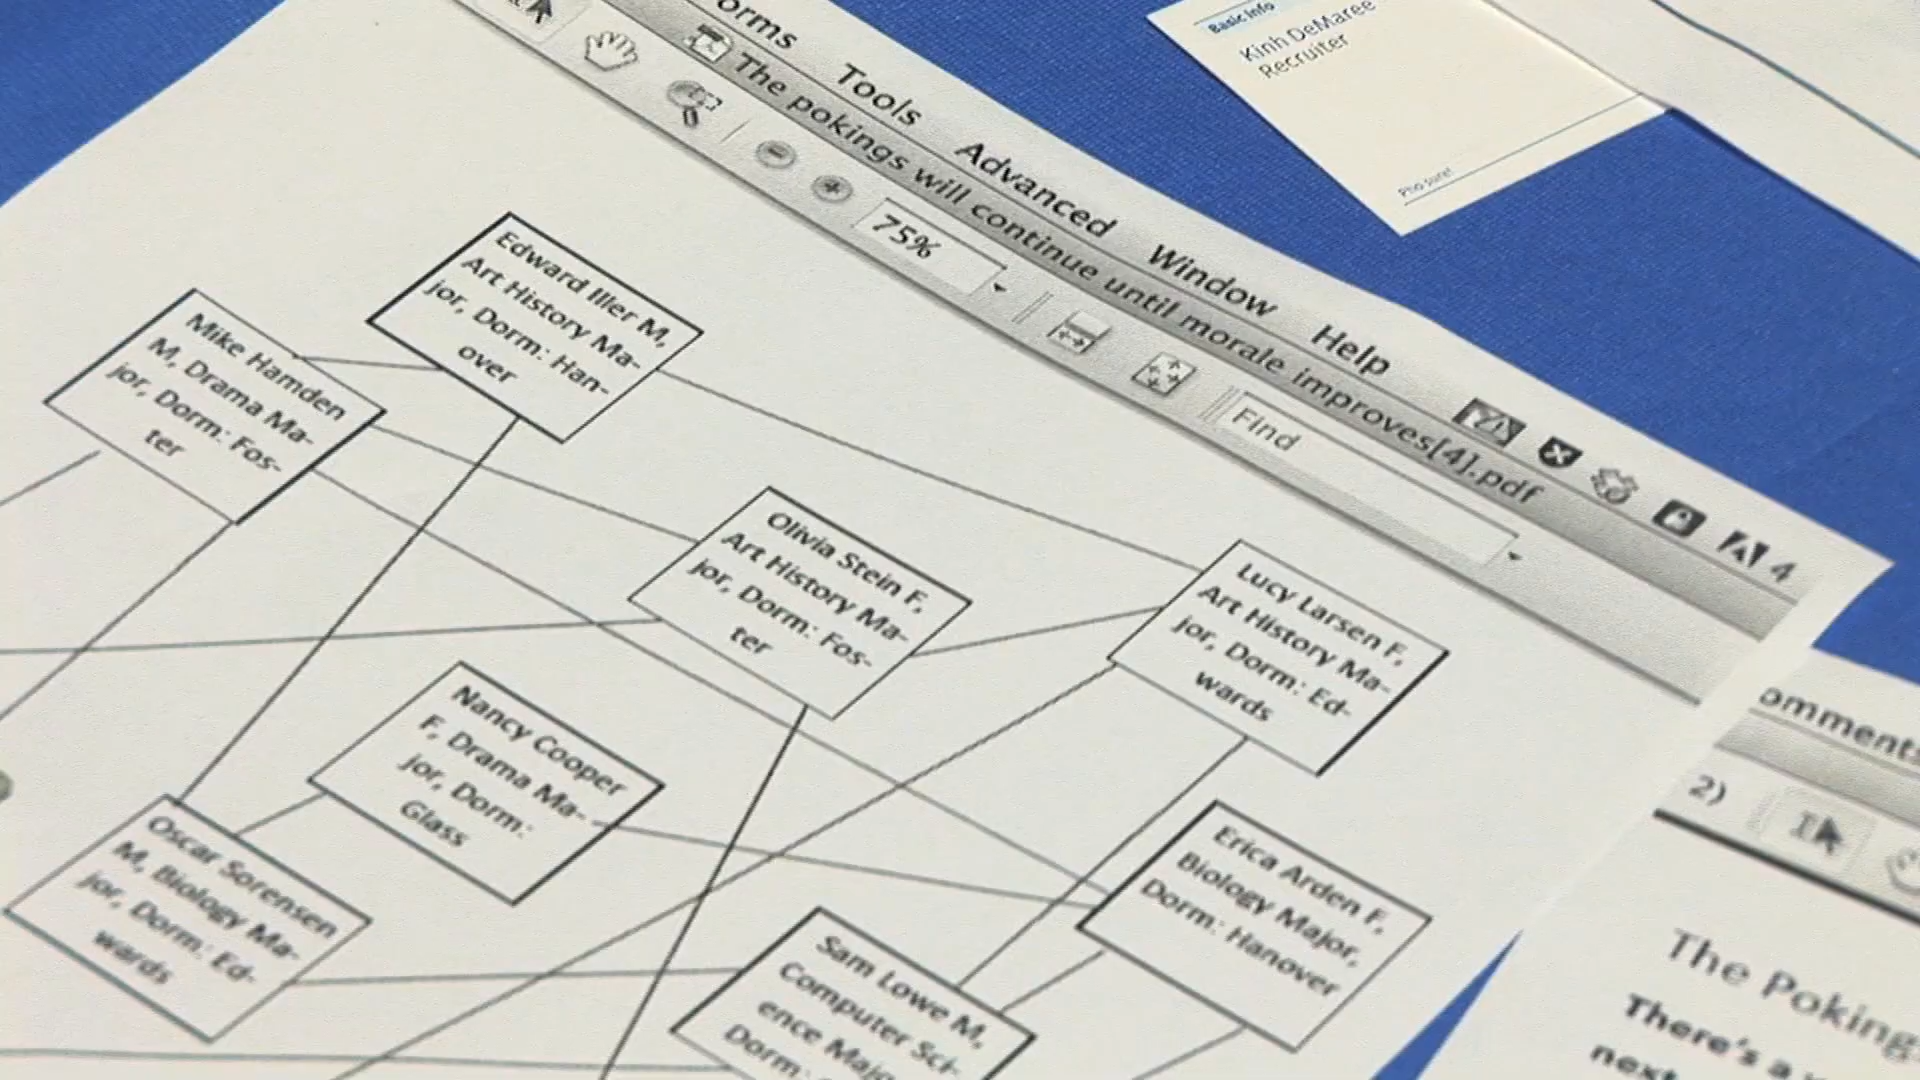 orms Tools Advanced Window Help
The pokings will continue until morale improves[4].pdf
4
75%
Find
Basic Info
Kinh DeMaree
Recruiter
Pho sure!
Edward Iller M,
Art History Ma-
jor, Dorm: Han-
over
Mike Hamden
M, Drama Ma-
jor, Dorm: Fos-
ter
Olivia Stein F,
Art History Ma-
jor, Dorm: Fos-
ter
Lucy Larsen F,
Art History Ma-
jor, Dorm: Ed-
wards
Nancy Cooper
F, Drama Ma-
jor, Dorm:
Glass
Oscar Sorensen
M, Biology Ma-
jor, Dorm: Ed-
wards
Erica Arden F,
Biology Major,
Dorm: Hanover
Sam Lowe M,
Computer Sci-
ence Majo
Dorm:
omments
2)
The Poking
There's a
next